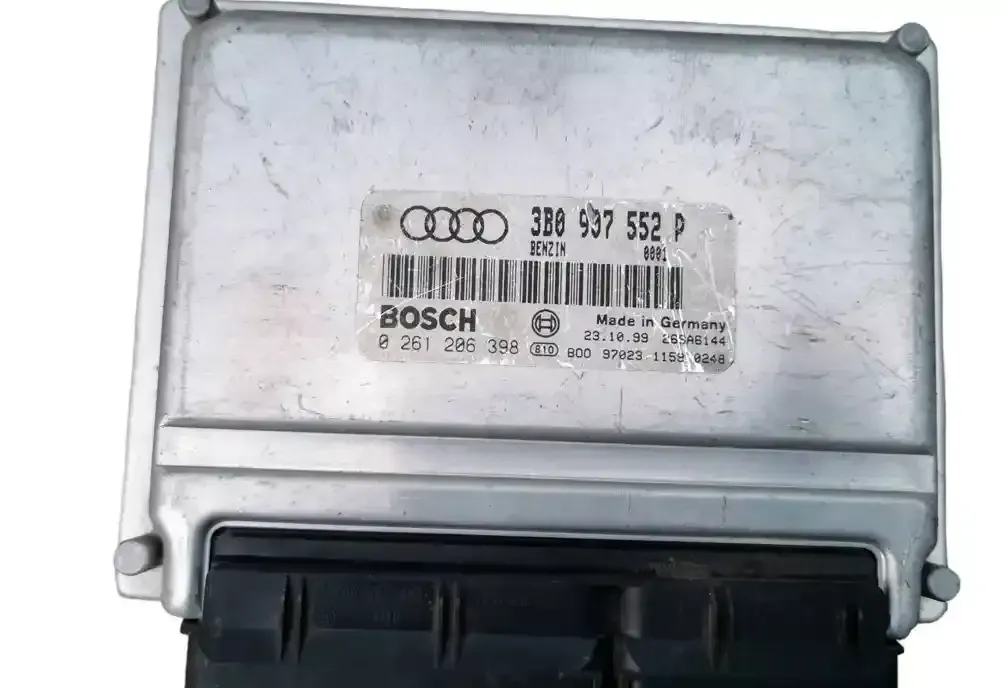 3B0 907 552 P
BENZIN 0001
BOSCH Made in Germany
23.10.99 26SA6144
0 261 206 398 810 B00 97023 1159 0248